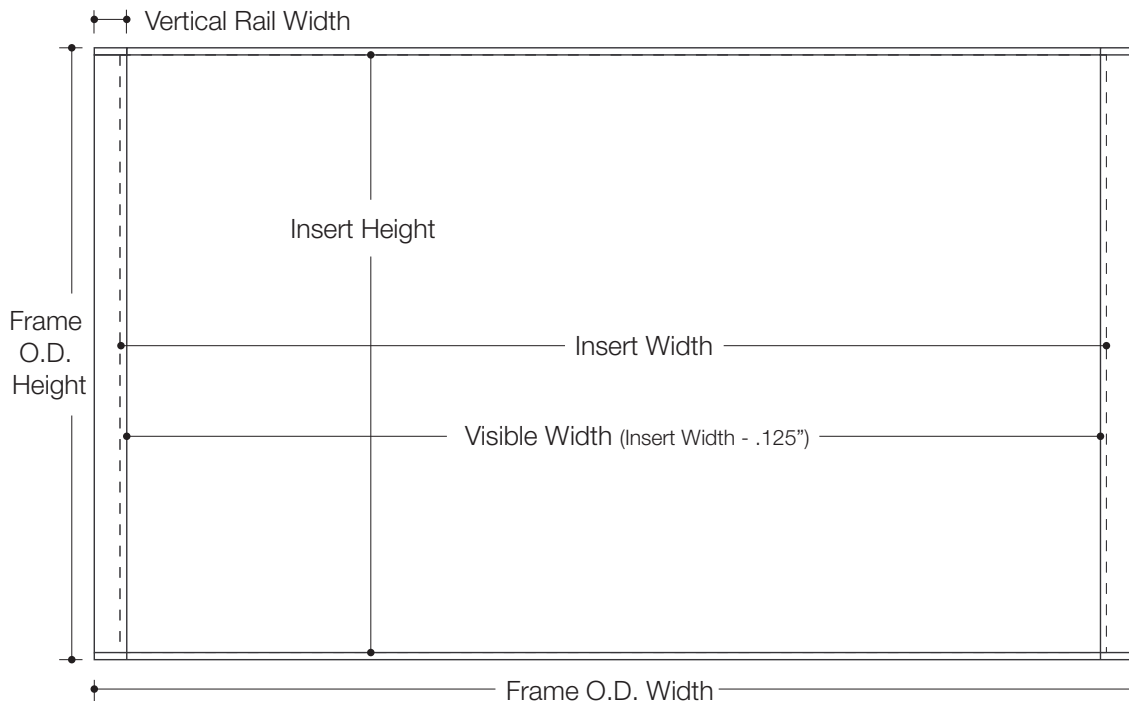 Vertical Rail Width
Insert Height
Frame
O.D.
Height
Insert Width
Visible Width (Insert Width - .125”)
Frame O.D. Width